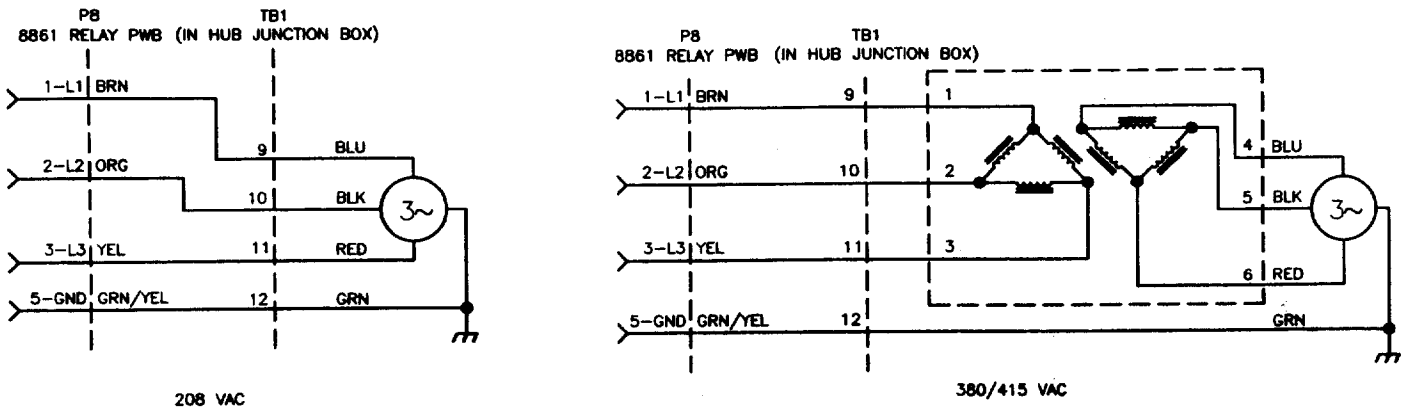 P8 TB1
8861 RELAY PWB (IN HUB JUNCTION BOX)
1-L1 BRN
9 BLU
2-L2 ORG
10 BLK
3~
3-L3 YEL 11 RED
5-GND GRN/YEL 12 GRN
208 VAC
P8 TB1
8861 RELAY PWB (IN HUB JUNCTION BOX)
1-L1 BRN 9 1
4 BLU
2-L2 ORG 10 2
5 BLK
3~
3-L3 YEL 11 3
6 RED
5-GND GRN/YEL 12 GRN
380/415 VAC